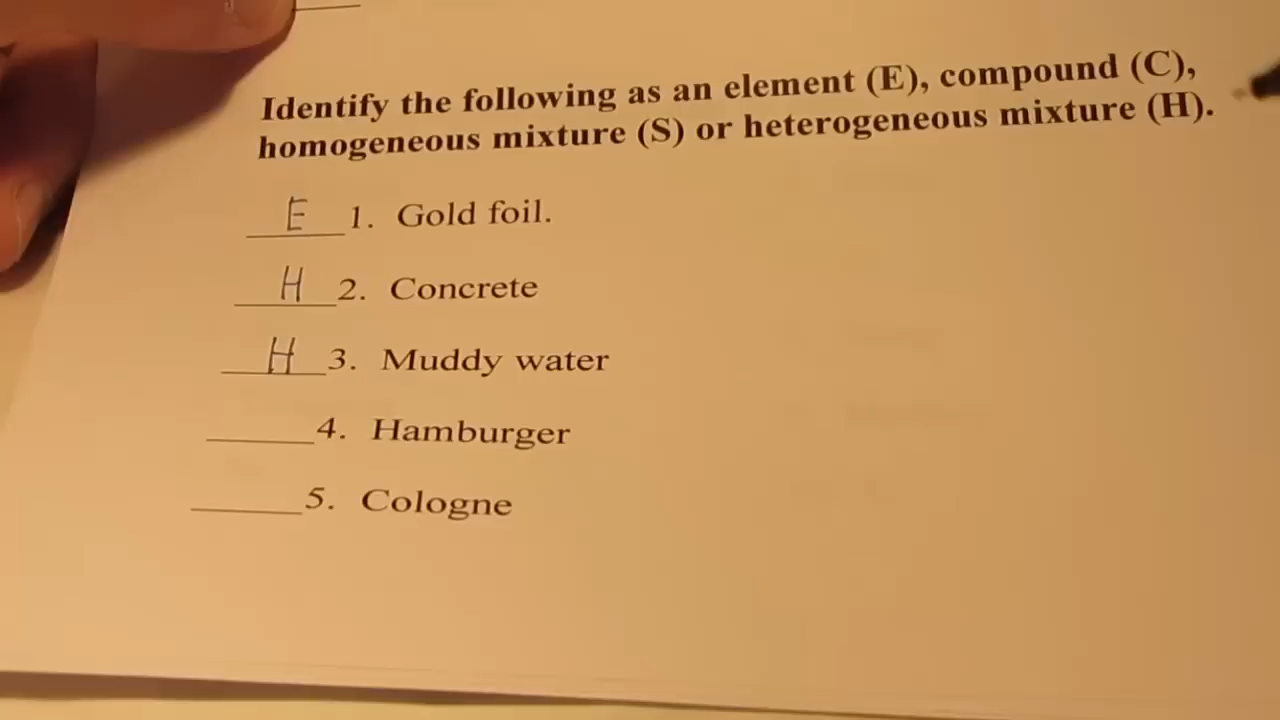 Identify the following as an element (E), compound (C),
homogeneous mixture (S) or heterogeneous mixture (H).
E 1. Gold foil.
H 2. Concrete
H 3. Muddy water
4. Hamburger
5. Cologne